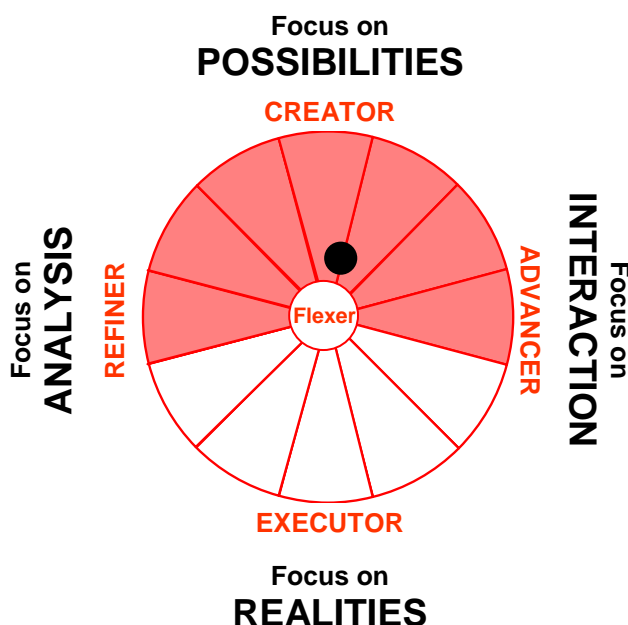 Focus on
POSSIBILITIES
CREATOR
Focus on
ANALYSIS
REFINER
Flexer
ADVANCER
INTERACTION
Focus on
EXECUTOR
Focus on
REALITIES